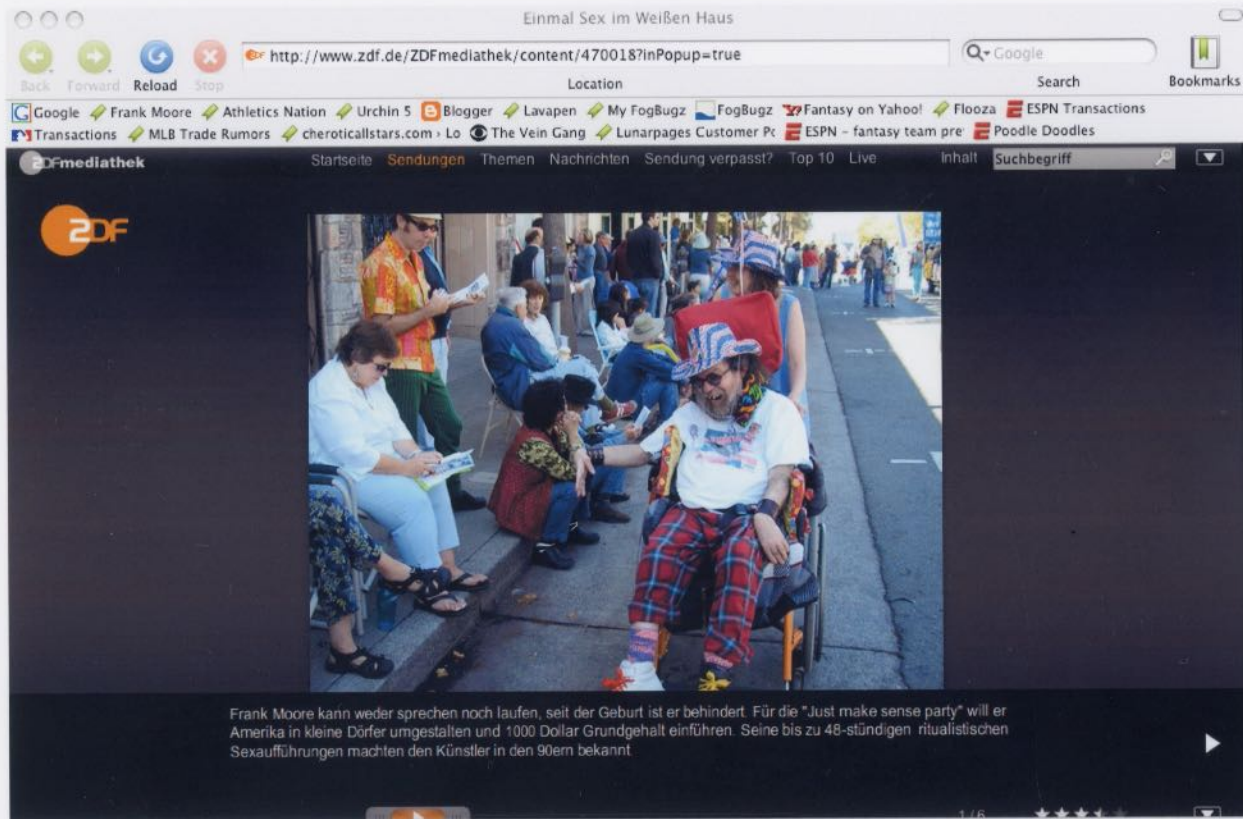 Einmal Sex im Weißen Haus
http://www.zdf.de/ZDFmediathek/content/470018?inPopup=true
Google
Back Forward Reload Stop
Location
Search
Bookmarks
Google Frank Moore Athletics Nation Urchin 5 Blogger Lavapen My FogBugz FogBugz Fantasy on Yahoo! Flooza ESPN Transactions
Transactions MLB Trade Rumors cheroticallstars.com › Lo The Vein Gang Lunarpages Customer Po ESPN – fantasy team pre Poodle Doodles
ZDFmediathek Startseite Sendungen Themen Nachrichten Sendung verpasst? Top 10 Live Inhalt Suchbegriff
ZDF
Frank Moore kann weder sprechen noch laufen, seit der Geburt ist er behindert. Für die "Just make sense party" will er
Amerika in kleine Dörfer umgestalten und 1000 Dollar Grundgehalt einführen. Seine bis zu 48-stündigen ritualistischen
Sexaufführungen machten den Künstler in den 90ern bekannt.
1/6